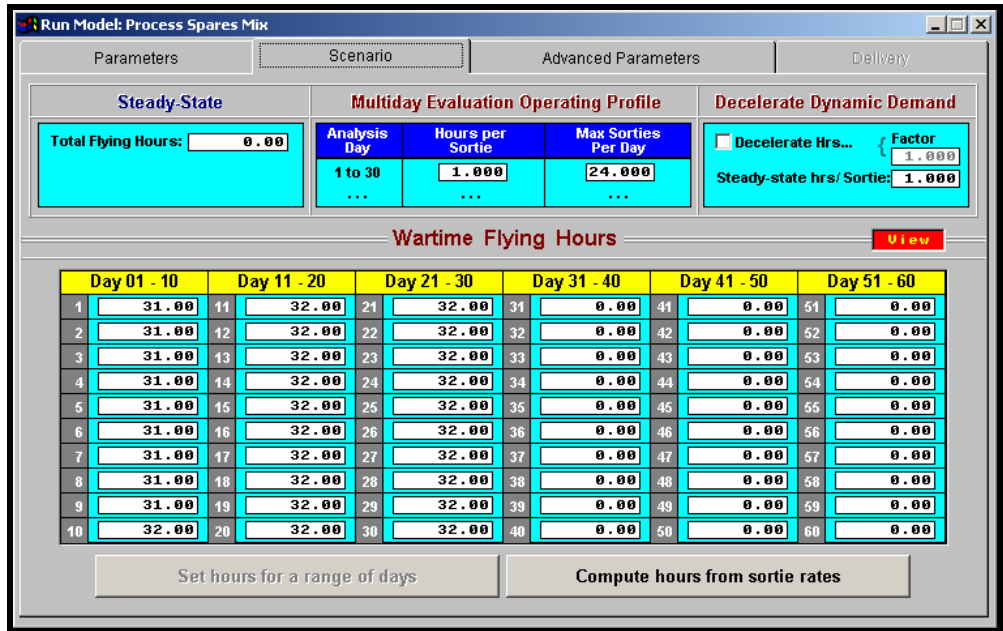 Run Model: Process Spares Mix
Parameters Scenario Advanced Parameters Delivery
Steady-State Multiday Evaluation Operating Profile Decelerate Dynamic Demand
Total Flying Hours: 0.00
Analysis Day Hours per Sortie Max Sorties Per Day
1 to 30 1.000 24.000
... ... ...
Decelerate Hrs... { Factor
1.000
Steady-state hrs/ Sortie: 1.000
Wartime Flying Hours View
Day 01 - 10 Day 11 - 20 Day 21 - 30 Day 31 - 40 Day 41 - 50 Day 51 - 60
1 31.00 11 32.00 21 32.00 31 0.00 41 0.00 51 0.00
2 31.00 12 32.00 22 32.00 32 0.00 42 0.00 52 0.00
3 31.00 13 32.00 23 32.00 33 0.00 43 0.00 53 0.00
4 31.00 14 32.00 24 32.00 34 0.00 44 0.00 54 0.00
5 31.00 15 32.00 25 32.00 35 0.00 45 0.00 55 0.00
6 31.00 16 32.00 26 32.00 36 0.00 46 0.00 56 0.00
7 31.00 17 32.00 27 32.00 37 0.00 47 0.00 57 0.00
8 31.00 18 32.00 28 32.00 38 0.00 48 0.00 58 0.00
9 31.00 19 32.00 29 32.00 39 0.00 49 0.00 59 0.00
10 32.00 20 32.00 30 32.00 40 0.00 50 0.00 60 0.00
Set hours for a range of days Compute hours from sortie rates